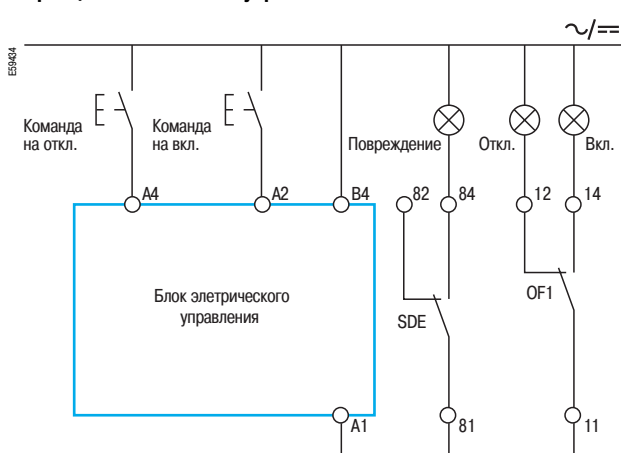 ~/==
E59434
Команда
на откл.
Команда
на вкл.
Повреждение
Откл.
Вкл.
A4
A2
B4
82
84
12
14
Блок элетрического
управления
SDE
OF1
A1
81
11